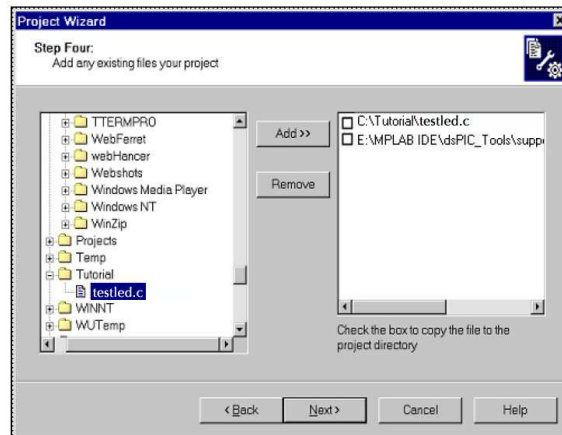 Project Wizard
Step Four:
Add any existing files your project
TTERMPRO
WebFerret
webHancer
Webshots
Windows Media Player
Windows NT
WinZip
Projects
Temp
Tutorial
testled.c
WINNT
WUTemp
Add >>
Remove
C:\Tutorial\testled.c
E:\MPLAB IDE\dsPIC_Tools\suppo
Check the box to copy the file to the
project directory
< Back
Next >
Cancel
Help